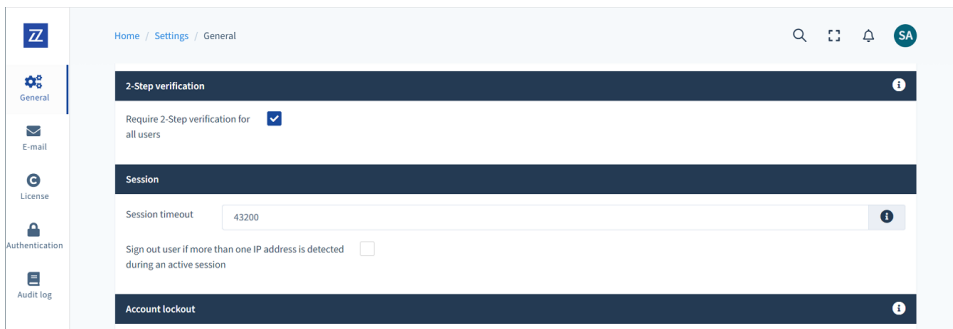 ZZ
Home / Settings / General
SA
General
E-mail
License
Authentication
Audit log
2-Step verification
Require 2-Step verification for
all users
Session
Session timeout
43200
Sign out user if more than one IP address is detected
during an active session
Account lockout